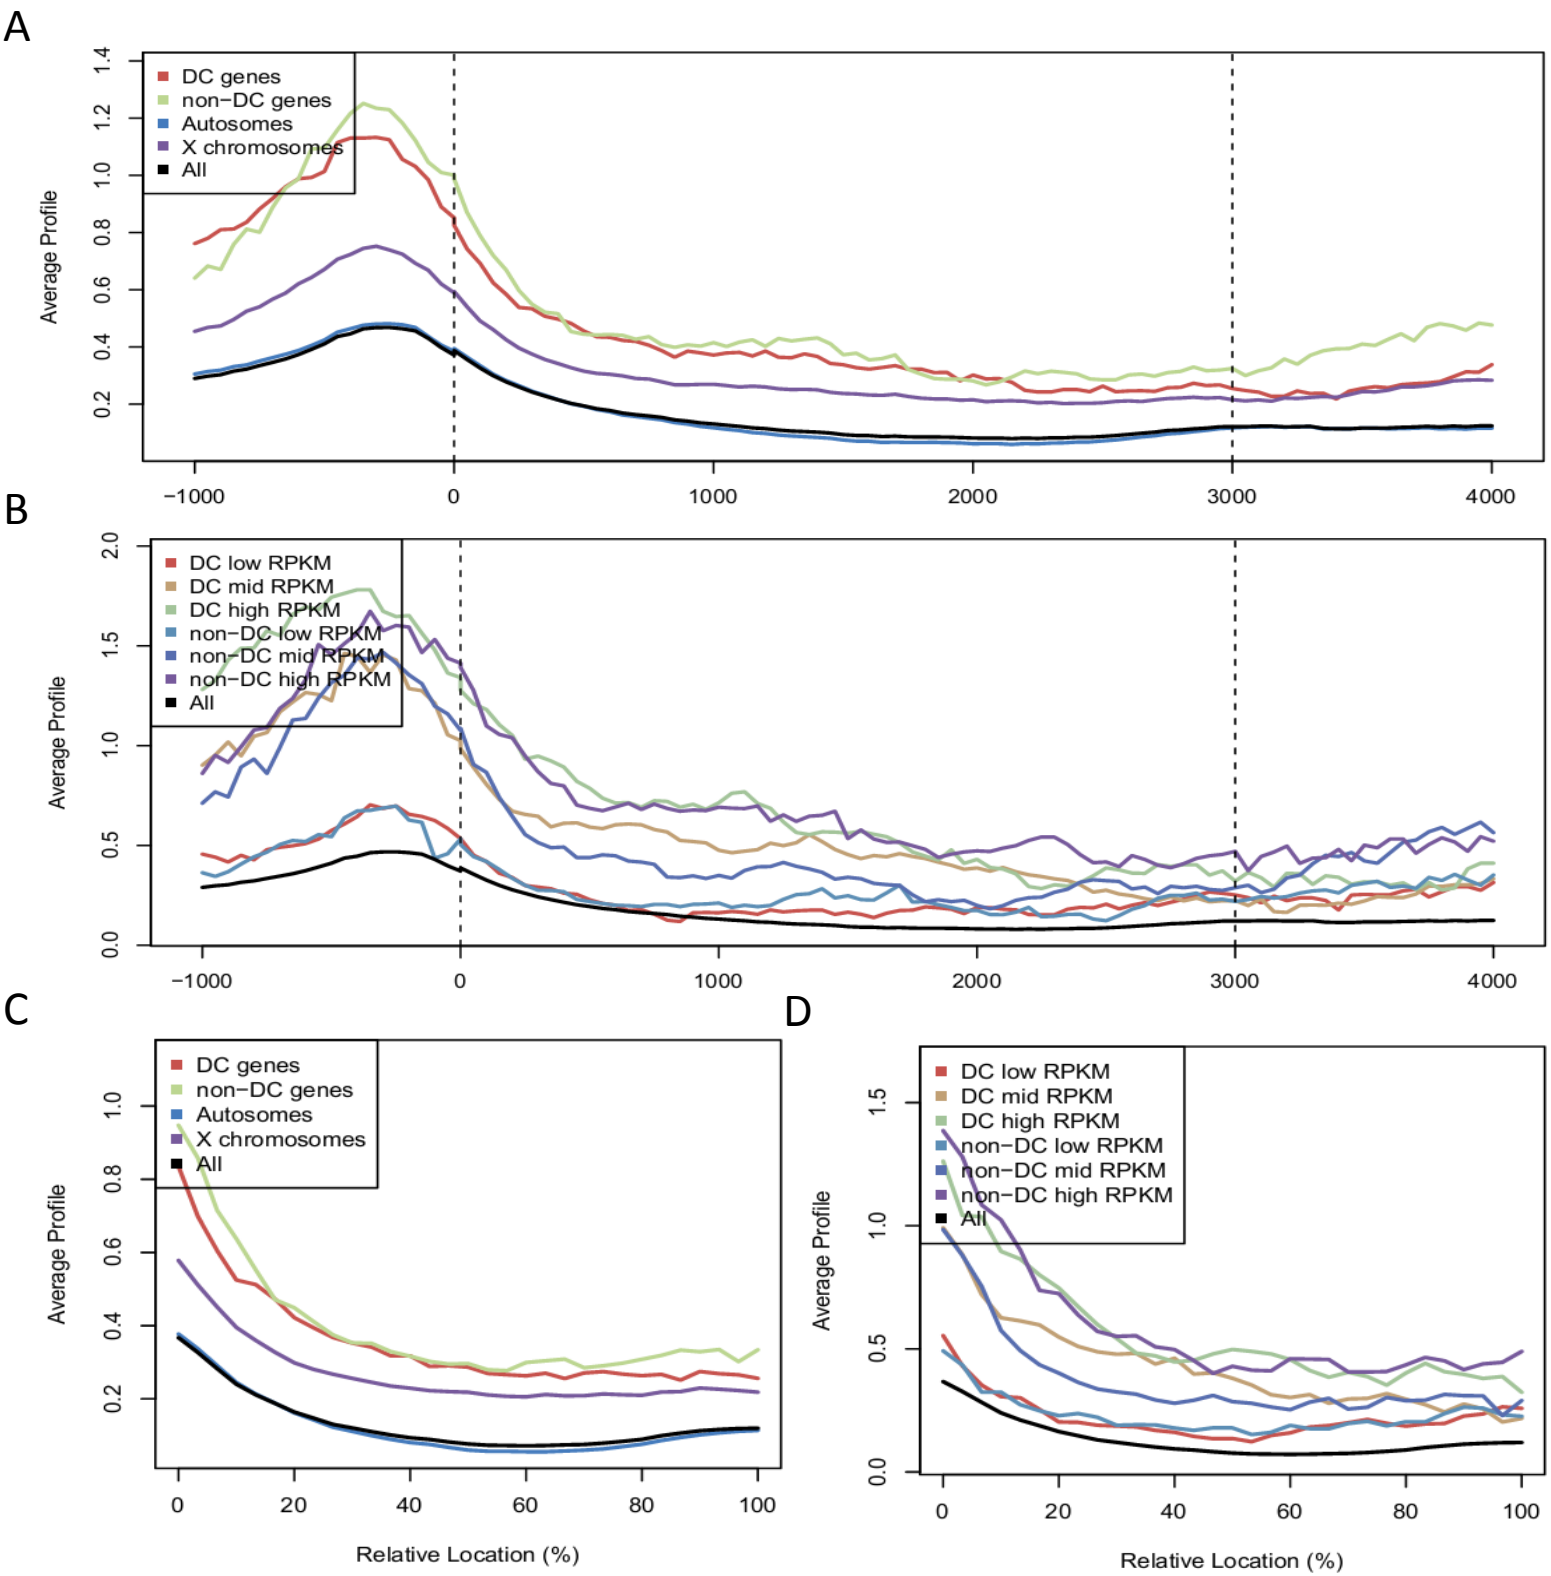 A
DC genes
non−DC genes
Autosomes
X chromosomes
All
Average Profile
0.2 0.4 0.6 0.8 1.0 1.2 1.4
−1000 0 1000 2000 3000 4000
B
DC low RPKM
DC mid RPKM
DC high RPKM
non−DC low RPKM
non−DC mid RPKM
non−DC high RPKM
All
Average Profile
0.0 0.5 1.0 1.5 2.0
−1000 0 1000 2000 3000 4000
C
DC genes
non−DC genes
Autosomes
X chromosomes
All
Average Profile
0.2 0.4 0.6 0.8 1.0
0 20 40 60 80 100
Relative Location (%)
D
DC low RPKM
DC mid RPKM
DC high RPKM
non−DC low RPKM
non−DC mid RPKM
non−DC high RPKM
All
Average Profile
0.0 0.5 1.0 1.5
0 20 40 60 80 100
Relative Location (%)